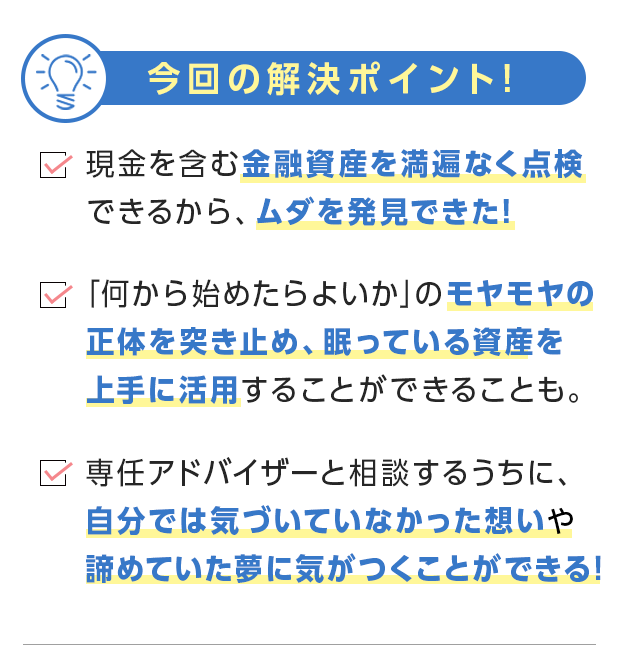 今回の解決ポイント!
現金を含む金融資産を満遍なく点検
できるから、ムダを発見できた!
「何から始めたらよいか」のモヤモヤの
正体を突き止め、眠っている資産を
上手に活用することができることも。
専任アドバイザーと相談するうちに、
自分では気づいていなかった想いや
諦めていた夢に気がつくことができる!